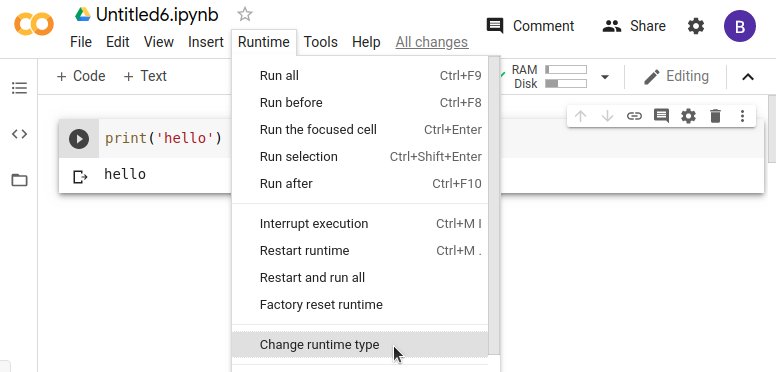 Untitled6.ipynb
Comment
Share
B
File Edit View Insert Runtime Tools Help All changes
+ Code + Text
RAM
Disk
Editing
Run all Ctrl+F9
Run before Ctrl+F8
Run the focused cell Ctrl+Enter
Run selection Ctrl+Shift+Enter
Run after Ctrl+F10
Interrupt execution Ctrl+M I
Restart runtime Ctrl+M .
Restart and run all
Factory reset runtime
Change runtime type
print('hello')
hello